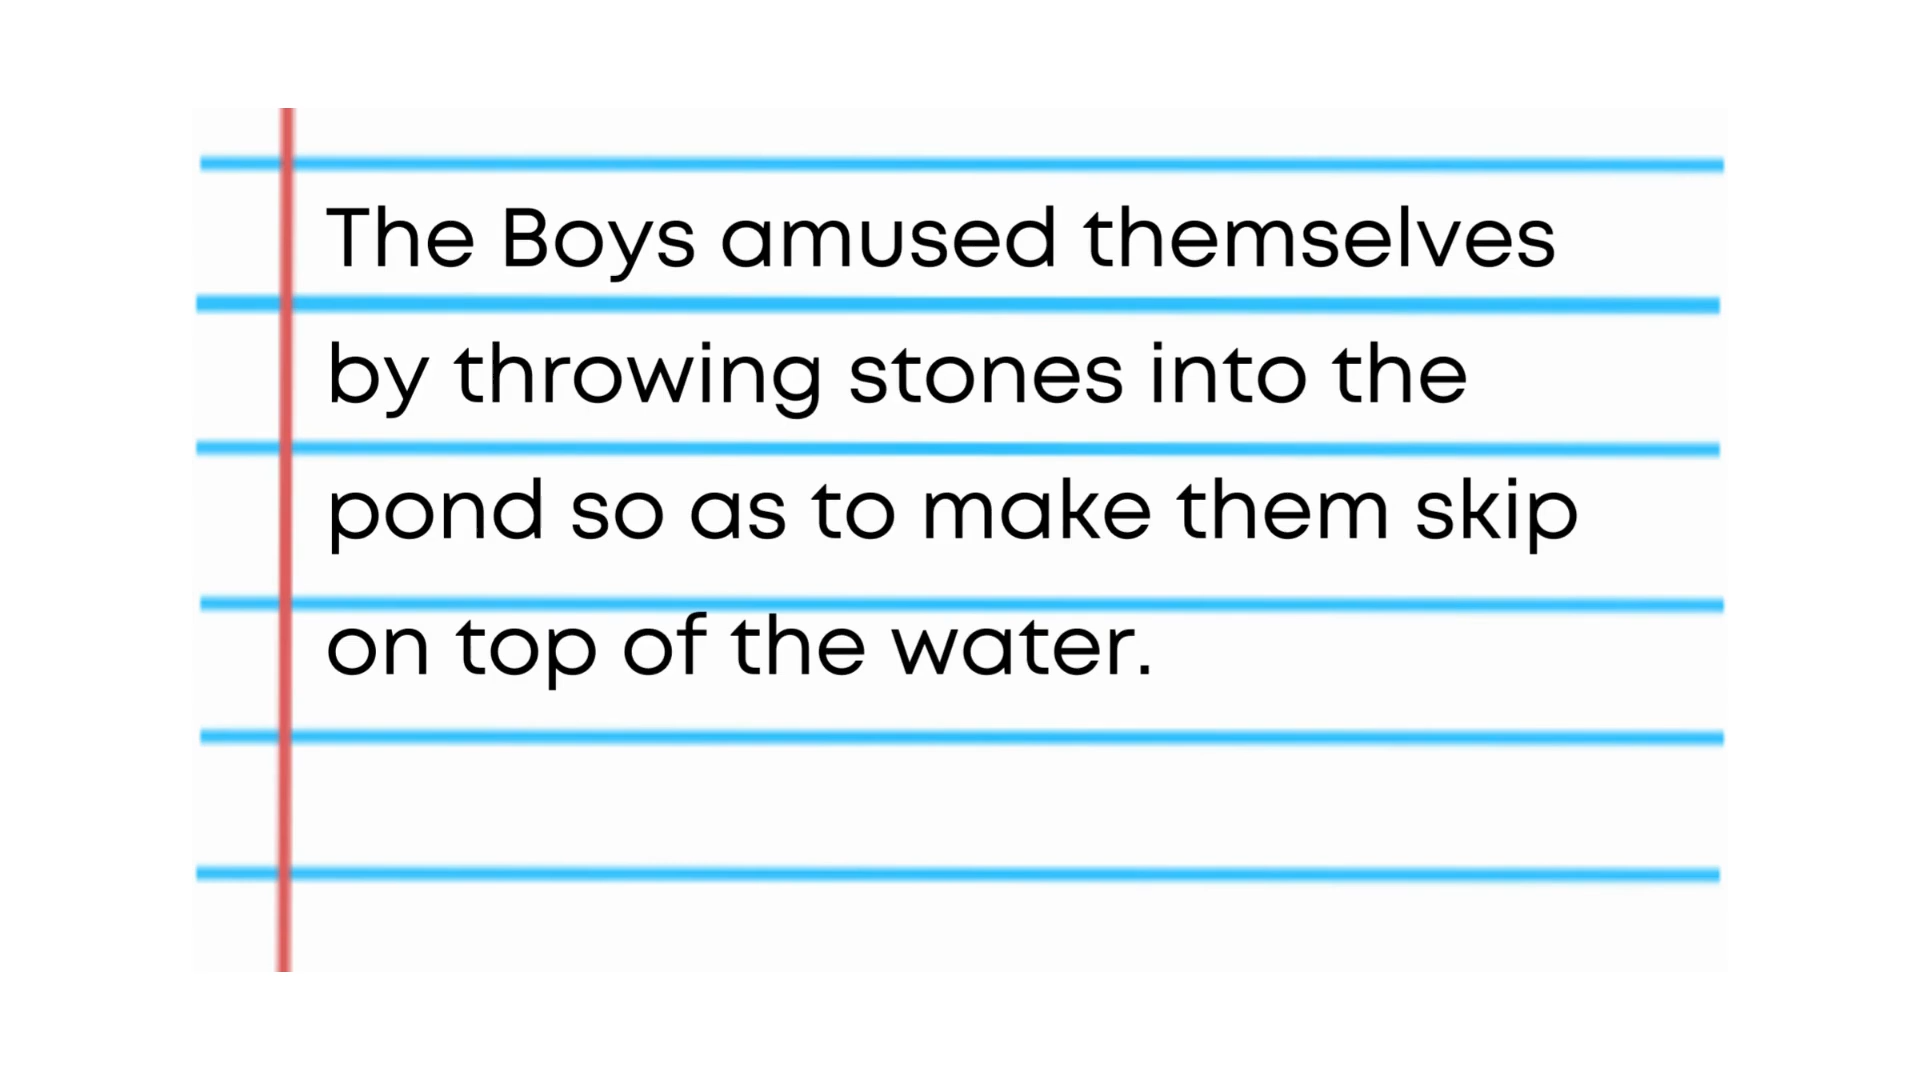 The Boys amused themselves
by throwing stones into the
pond so as to make them skip
on top of the water.